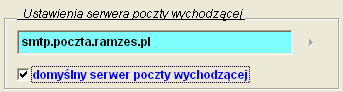 Ustawienia serwera poczty wychodzącej
smtp.poczta.ramzes.pl
domyślny serwer poczty wychodzącej